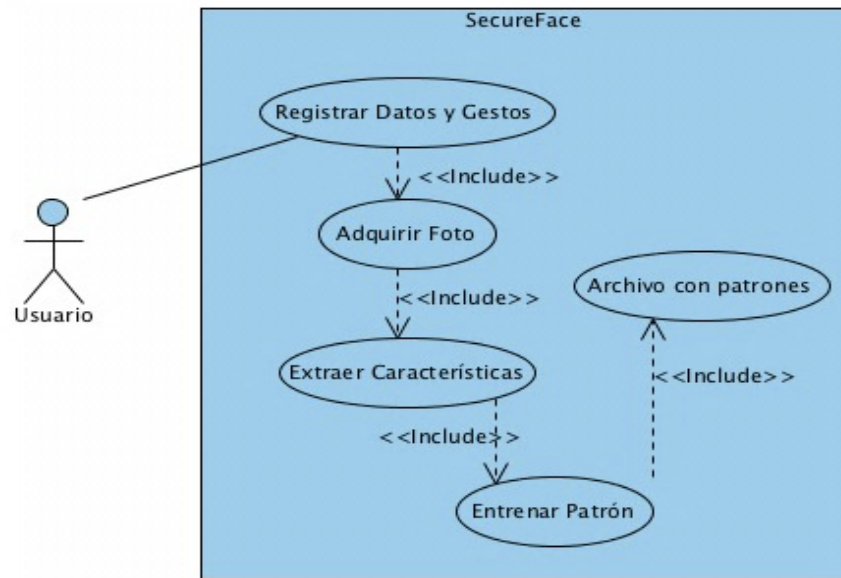 SecureFace
Registrar Datos y Gestos
<<Include>>
Adquirir Foto
<<Include>>
Archivo con patrones
Usuario
Extraer Características
<<Include>>
<<Include>>
Entrenar Patrón